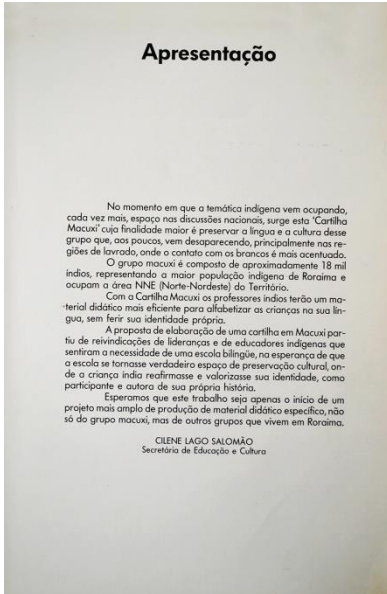 Apresentação
No momento em que a temática indígena vem ocupando,
cada vez mais, espaço nas discussões nacionais, surge esta 'Cartilha
Macuxi' cuja finalidade maior é preservar a língua e a cultura desse
grupo que, aos poucos, vem desaparecendo, principalmente nas re-
giões de lavrado, onde o contato com os brancos é mais acentuado.
O grupo macuxi é composto de aproximadamente 18 mil
índios, representando a maior população indígena de Roraima e
ocupam a área NNE (Norte-Nordeste) do Território.
Com a Cartilha Macuxi os professores índios terão um ma-
terial didático mais eficiente para alfabetizar as crianças na sua lín-
gua, sem ferir sua identidade própria.
A proposta de elaboração de uma cartilha em Macuxi par-
tiu de reivindicações de lideranças e de educadores indígenas que
sentiram a necessidade de uma escola bilingüe, na esperança de que
a escola se tornasse verdadeiro espaço de preservação cultural, on-
de a criança índia reafirmasse e valorizasse sua identidade, como
participante e autora de sua própria história.
Esperamos que este trabalho seja apenas o início de um
projeto mais amplo de produção de material didático específico, não
só do grupo macuxi, mas de outros grupos que vivem em Roraima.
CILENE LAGO SALOMÃO
Secretária de Educação e Cultura